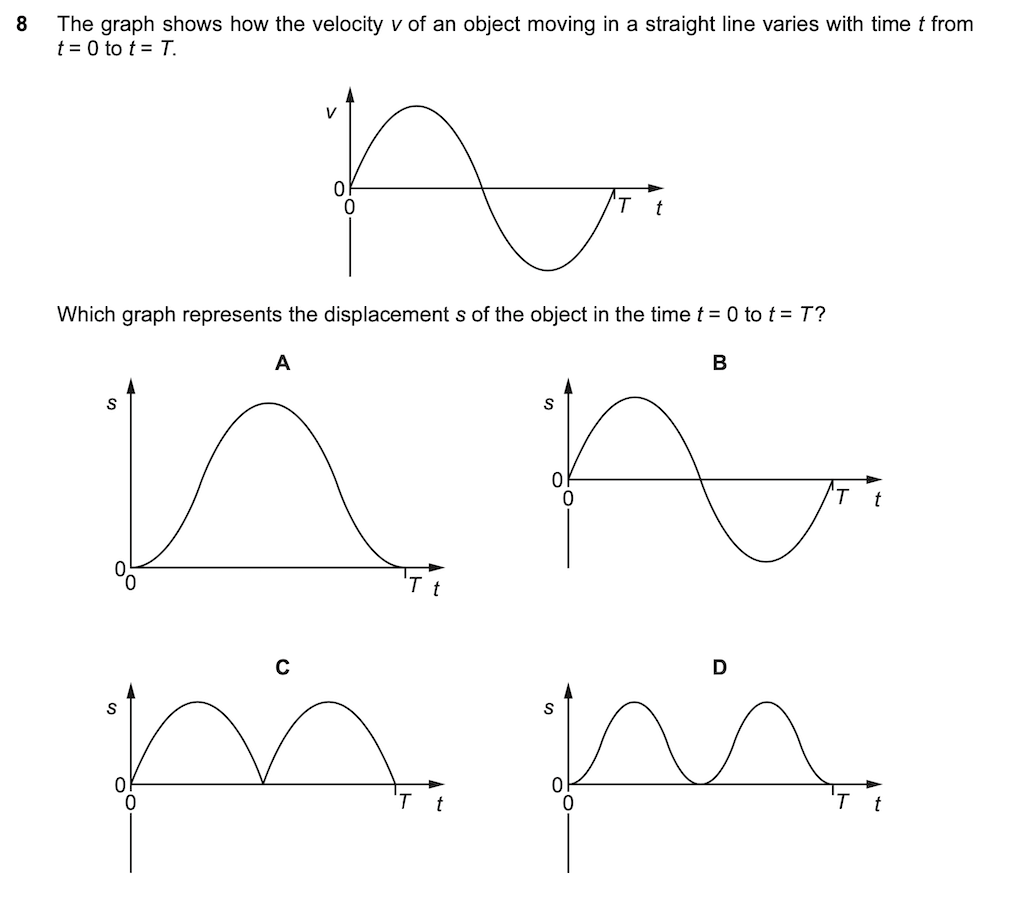 8 The graph shows how the velocity v of an object moving in a straight line varies with time t from
t = 0 to t = T.
v
0
0
T t
Which graph represents the displacement s of the object in the time t = 0 to t = T?
A
s
0
0
T t
B
s
0
0
T t
C
s
0
0
T t
D
s
0
0
T t